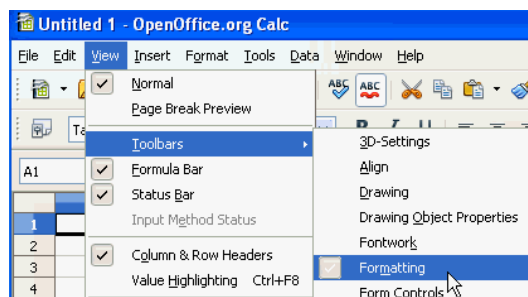 Untitled 1 - OpenOffice.org Calc
File Edit View Insert Format Tools Data Window Help
Normal
ABC ABC
Page Break Preview
Toolbars
3D-Settings
A1
Formula Bar
Align
Status Bar
Drawing
1
Input Method Status
Drawing Object Properties
2
Column & Row Headers
Fontwork
3
Formatting
4
Value Highlighting Ctrl+F8
Form Controls